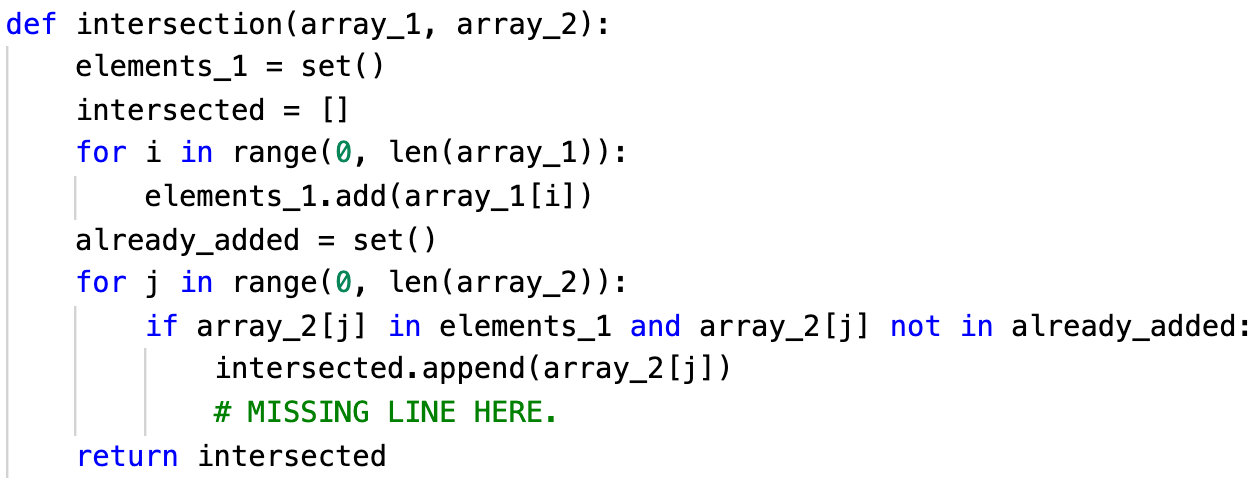 def intersection(array_1, array_2):
    elements_1 = set()
    intersected = []
    for i in range(0, len(array_1)):
        elements_1.add(array_1[i])
    already_added = set()
    for j in range(0, len(array_2)):
        if array_2[j] in elements_1 and array_2[j] not in already_added:
            intersected.append(array_2[j])
            # MISSING LINE HERE.
    return intersected